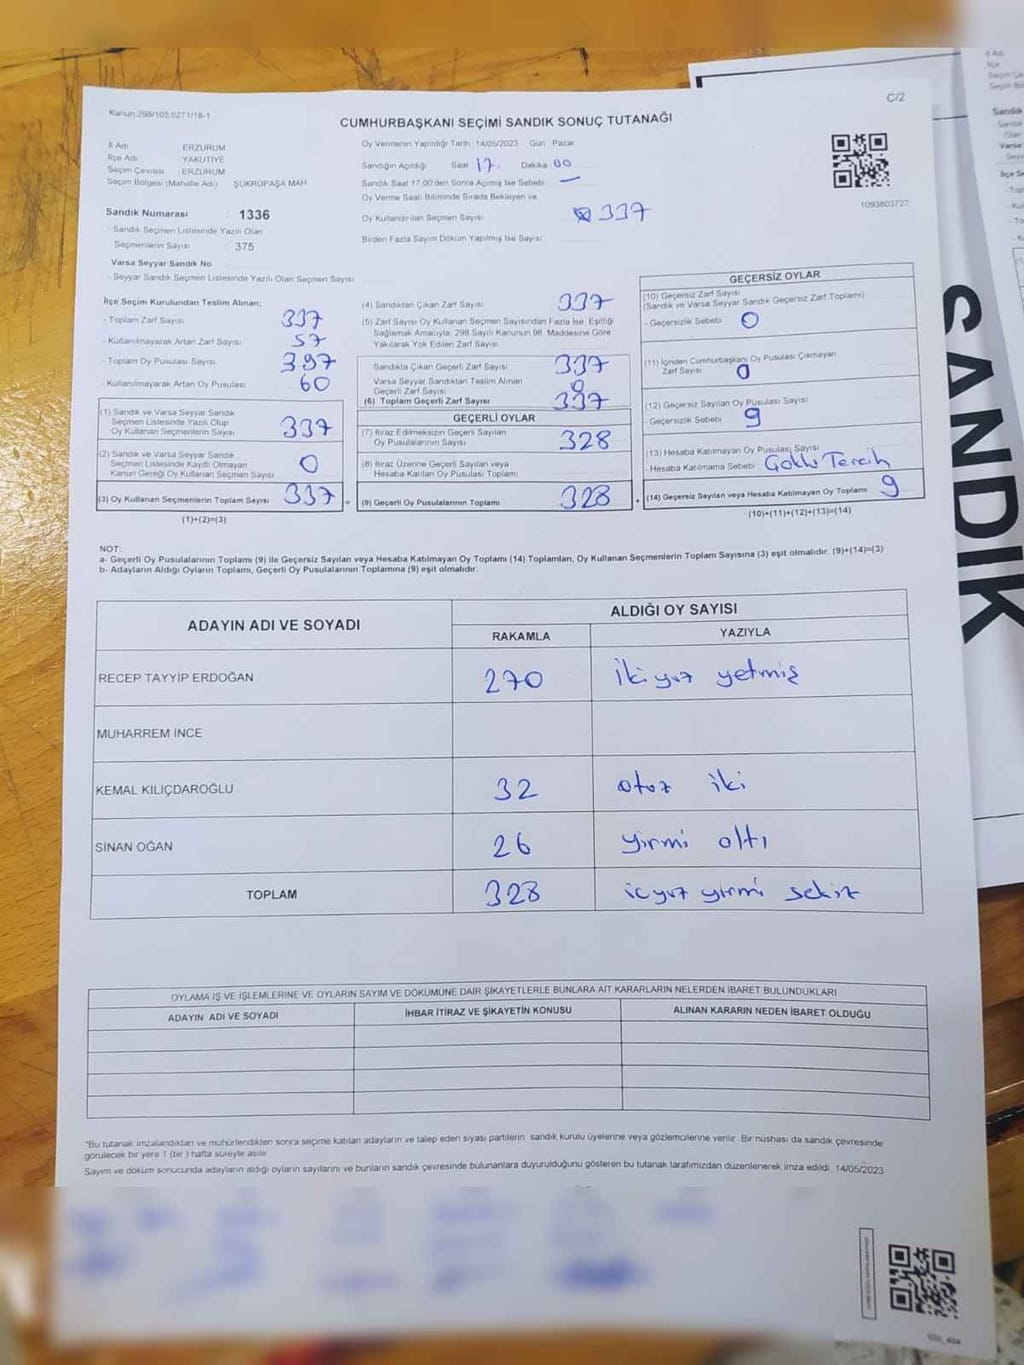 C/2
Kanun:298/105,6271/18-1
CUMHURBAŞKANI SEÇİMİ SANDIK SONUÇ TUTANAĞI
İl Adı ERZURUM
İlçe Adı YAKUTİYE
Seçim Çevresi : ERZURUM
Seçim Bölgesi (Mahalle Adı) ŞÜKRÜPAŞA MAH
Sandık Numarası : 1336
- Sandık Seçmen Listesinde Yazılı Olan
Seçmenlerin Sayısı : 375
Varsa Seyyar Sandık No
- Seyyar Sandık Seçmen Listesinde Yazılı Olan Seçmen Sayısı
Oy Vermenin Yapıldığı Tarih 14/05/2023 Gün Pazar
Sandığın Açıldığı Saat 17. Dakika 00
Sandık Saat 17:00'den Sonra Açılmış İse Sebebi —
Oy Verme Saati Bitiminde Sırada Bekleyen ve
Oy Kullandırılan Seçmen Sayısı 337
Birden Fazla Sayım Döküm Yapılmış İse Sayısı
1093803727
İlçe Seçim Kurulundan Teslim Alınan;
- Toplam Zarf Sayısı 337
- Kullanılmayarak Artan Zarf Sayısı 57
- Toplam Oy Pusulası Sayısı 397
- Kullanılmayarak Artan Oy Pusulası 60
(1) Sandık ve Varsa Seyyar Sandık
Seçmen Listesinde Yazılı Olup
Oy Kullanan Seçmenlerin Sayısı 337
(2) Sandık ve Varsa Seyyar Sandık
Seçmen Listesinde Kayıtlı Olmayan
Kanun Gereği Oy Kullanan Seçmen Sayısı 0
(3) Oy Kullanan Seçmenlerin Toplam Sayısı 337 =
(1)+(2)=(3)
(4) Sandıktan Çıkan Zarf Sayısı 337
(5) Zarf Sayısı Oy Kullanan Seçmen Sayısından Fazla İse, Eşitliği
Sağlamak Amacıyla, 298 Sayılı Kanunun 98. Maddesine Göre
Yakılarak Yok Edilen Zarf Sayısı
Sandıkta Çıkan Geçerli Zarf Sayısı 337
Varsa Seyyar Sandıktan Teslim Alınan
Geçerli Zarf Sayısı 0
(6) Toplam Geçerli Zarf Sayısı 337
GEÇERLİ OYLAR
(7) İtiraz Edilmeksizin Geçerli Sayılan
Oy Pusulalarının Sayısı 328
(8) İtiraz Üzerine Geçerli Sayılan veya
Hesaba Katılan Oy Pusulası Toplamı
(9) Geçerli Oy Pusulalarının Toplamı 328 +
GEÇERSİZ OYLAR
(10) Geçersiz Zarf Sayısı
(Sandık ve Varsa Seyyar Sandık Geçersiz Zarf Toplamı)
- Geçersizlik Sebebi 0
(11) İçinden Cumhurbaşkanı Oy Pusulası Çıkmayan
Zarf Sayısı 0
(12) Geçersiz Sayılan Oy Pusulası Sayısı
- Geçersizlik Sebebi 9
(13) Hesaba Katılmayan Oy Pusulası Sayısı
- Hesaba Katılmama Sebebi Çoklu Tercih
(14) Geçersiz Sayılan veya Hesaba Katılmayan Oy Toplamı 9
(10)+(11)+(12)+(13)=(14)
NOT:
a- Geçerli Oy Pusulalarının Toplamı (9) ile Geçersiz Sayılan veya Hesaba Katılmayan Oy Toplamı (14) Toplamları, Oy Kullanan Seçmenlerin Toplam Sayısına (3) eşit olmalıdır. (9)+(14)=(3)
b- Adayların Aldığı Oyların Toplamı, Geçerli Oy Pusulalarının Toplamına (9) eşit olmalıdır.
ADAYIN ADI VE SOYADI
ALDIĞI OY SAYISI
RAKAMLA YAZIYLA
RECEP TAYYİP ERDOĞAN 270 İkiyüz yetmiş
MUHARREM İNCE
KEMAL KILIÇDAROĞLU 32 otuz iki
SİNAN OĞAN 26 yirmi altı
TOPLAM 328 üçyüz yirmi sekiz
OYLAMA İŞ VE İŞLEMLERİNE VE OYLARIN SAYIM VE DÖKÜMÜNE DAİR ŞİKAYETLERLE BUNLARA AİT KARARLARIN NELERDEN İBARET BULUNDUKLARI
ADAYIN ADI VE SOYADI İHBAR İTİRAZ VE ŞİKAYETİN KONUSU ALINAN KARARIN NEDEN İBARET OLDUĞU
"Bu tutanak imzalandıktan ve mühürlendikten sonra seçime katılan adayların ve talep eden siyasi partilerin sandık kurulu üyelerine veya gözlemcilerine verilir. Bir nüshası da sandık çevresinde
görülecek bir yere 1 (bir ) hafta süreyle asılır.
Sayım ve döküm sonucunda adayların aldığı oyların sayılarını ve bunların sandık çevresinde bulunanlara duyurulduğunu gösteren bu tutanak tarafımızdan düzenlenerek imza edildi. 14/05/2023
SANDIK